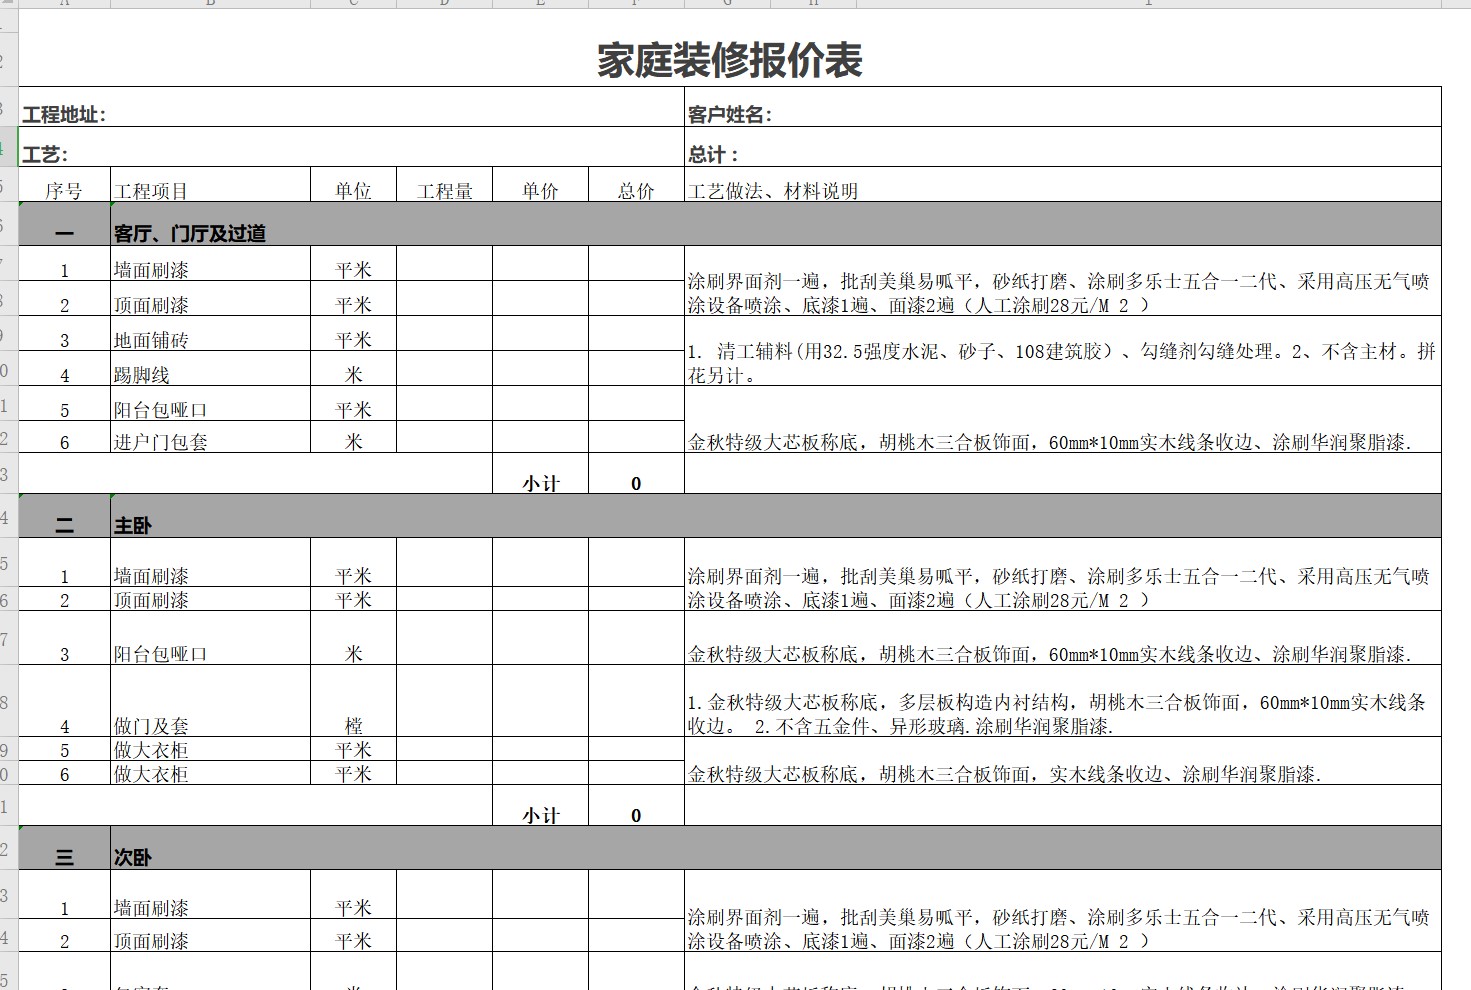 A B C D E F G H I
家庭装修报价表
工程地址： 客户姓名：
工艺： 总计：
序号 工程项目 单位 工程量 单价 总价 工艺做法、材料说明
一 客厅、门厅及过道
1 墙面刷漆 平米
涂刷界面剂一遍，批刮美巢易呱平，砂纸打磨、涂刷多乐士五合一二代、采用高压无气喷
2 顶面刷漆 平米
涂设备喷涂、底漆1遍、面漆2遍（人工涂刷28元/M 2 ）
3 地面铺砖 平米
1. 清工辅料(用32.5强度水泥、砂子、108建筑胶）、勾缝剂勾缝处理。2、不含主材。拼
4 踢脚线 米
花另计。
5 阳台包哑口 平米
6 进户门包套 米 金秋特级大芯板称底，胡桃木三合板饰面，60mm*10mm实木线条收边、涂刷华润聚脂漆.
小计 0
二 主卧
1 墙面刷漆 平米 涂刷界面剂一遍，批刮美巢易呱平，砂纸打磨、涂刷多乐士五合一二代、采用高压无气喷
2 顶面刷漆 平米 涂设备喷涂、底漆1遍、面漆2遍（人工涂刷28元/M 2 ）
3 阳台包哑口 米 金秋特级大芯板称底，胡桃木三合板饰面，60mm*10mm实木线条收边、涂刷华润聚脂漆.
1.金秋特级大芯板称底，多层板构造内衬结构，胡桃木三合板饰面，60mm*10mm实木线条
4 做门及套 樘 收边。 2.不含五金件、异形玻璃.涂刷华润聚脂漆.
5 做大衣柜 平米
6 做大衣柜 平米 金秋特级大芯板称底，胡桃木三合板饰面，实木线条收边、涂刷华润聚脂漆.
小计 0
三 次卧
1 墙面刷漆 平米
涂刷界面剂一遍，批刮美巢易呱平，砂纸打磨、涂刷多乐士五合一二代、采用高压无气喷
2 顶面刷漆 平米 涂设备喷涂、底漆1遍、面漆2遍（人工涂刷28元/M 2 ）